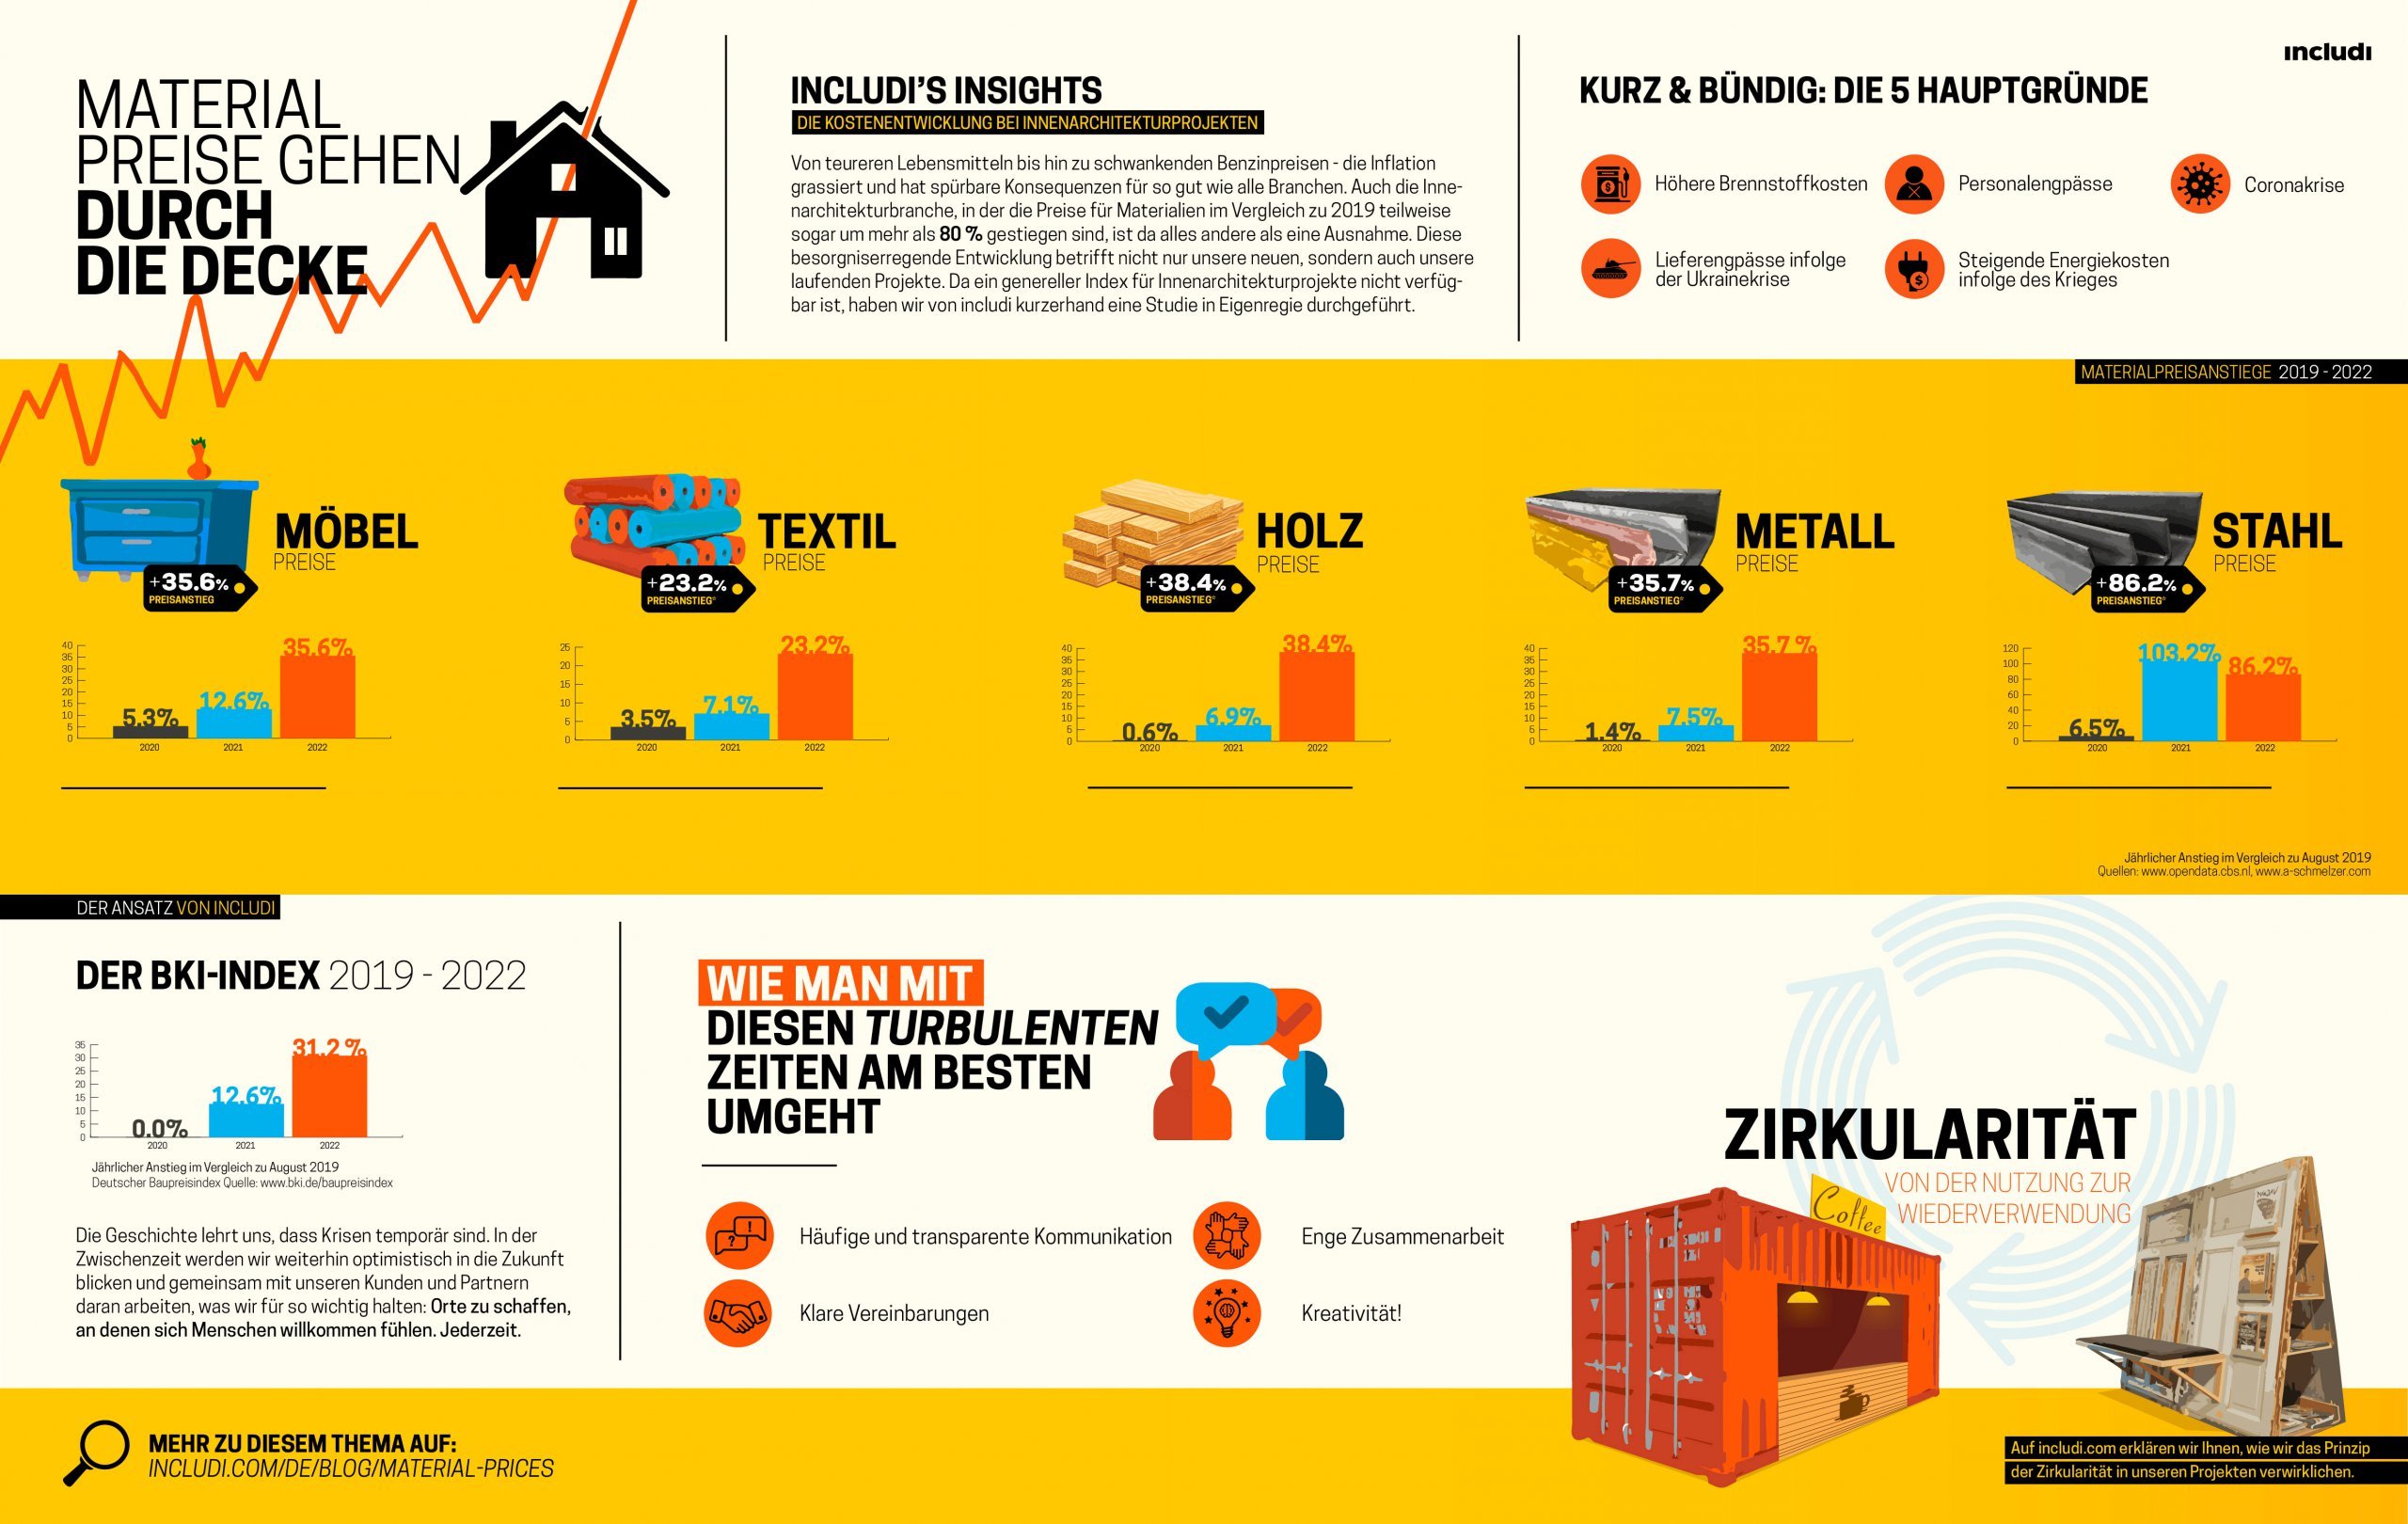 MATERIAL
PREISE GEHEN
DURCH
DIE DECKE
INCLUDI'S INSIGHTS
DIE KOSTENENTWICKLUNG BEI INNENARCHITEKTURPROJEKTEN
Von teureren Lebensmitteln bis hin zu schwankenden Benzinpreisen - die Inflation
grassiert und hat spürbare Konsequenzen für so gut wie alle Branchen. Auch die Inne-
narchitekturbranche, in der die Preise für Materialien im Vergleich zu 2019 teilweise
sogar um mehr als 80 % gestiegen sind, ist da alles andere als eine Ausnahme. Diese
besorgniserregende Entwicklung betrifft nicht nur unsere neuen, sondern auch unsere
laufenden Projekte. Da ein genereller Index für Innenarchitekturprojekte nicht verfüg-
bar ist, haben wir von includi kurzerhand eine Studie in Eigenregie durchgeführt.
includi
KURZ & BÜNDIG: DIE 5 HAUPTGRÜNDE
Höhere Brennstoffkosten
Personalengpässe
Coronakrise
Lieferengpässe infolge
der Ukrainekrise
Steigende Energiekosten
infolge des Krieges
MATERIALPREISANSTIEGE 2019 - 2022
MÖBEL
PREISE
+35.6%
PREISANSTIEG
40
35
30
25
20
15
10
5
0
5.3%
12.6%
35.6%
2020
2021
2022
TEXTIL
PREISE
+23.2%
PREISANSTIEG*
25
20
15
10
5
0
3.5%
7.1%
23.2%
2020
2021
2022
HOLZ
PREISE
+38.4%
PREISANSTIEG*
40
35
30
25
20
15
10
5
0
0.6%
6.9%
38.4%
2020
2021
2022
METALL
PREISE
+35.7%
PREISANSTIEG*
40
35
30
25
20
15
10
5
0
1.4%
7.5%
35.7 %
2020
2021
2022
STAHL
PREISE
+86.2%
PREISANSTIEG*
120
100
80
60
40
20
0
6.5%
103.2%
86.2%
2020
2021
2022
Jährlicher Anstieg im Vergleich zu August 2019
Quellen: www.opendata.cbs.nl, www.a-schmelzer.com
DER ANSATZ VON INCLUDI
DER BKI-INDEX 2019 - 2022
35
30
25
20
15
10
5
0
0.0%
12.6%
31.2 %
2020
2021
2022
Jährlicher Anstieg im Vergleich zu August 2019
Deutscher Baupreisindex Quelle: www.bki.de/baupreisindex
Die Geschichte lehrt uns, dass Krisen temporär sind. In der
Zwischenzeit werden wir weiterhin optimistisch in die Zukunft
blicken und gemeinsam mit unseren Kunden und Partnern
daran arbeiten, was wir für so wichtig halten: Orte zu schaffen,
an denen sich Menschen willkommen fühlen. Jederzeit.
WIE MAN MIT
DIESEN TURBULENTEN
ZEITEN AM BESTEN
UMGEHT
Häufige und transparente Kommunikation
Enge Zusammenarbeit
Klare Vereinbarungen
Kreativität!
ZIRKULARITÄT
VON DER NUTZUNG ZUR
WIEDERVERWENDUNG
Coffee
MEHR ZU DIESEM THEMA AUF:
INCLUDI.COM/DE/BLOG/MATERIAL-PRICES
Auf includi.com erklären wir Ihnen, wie wir das Prinzip
der Zirkularität in unseren Projekten verwirklichen.